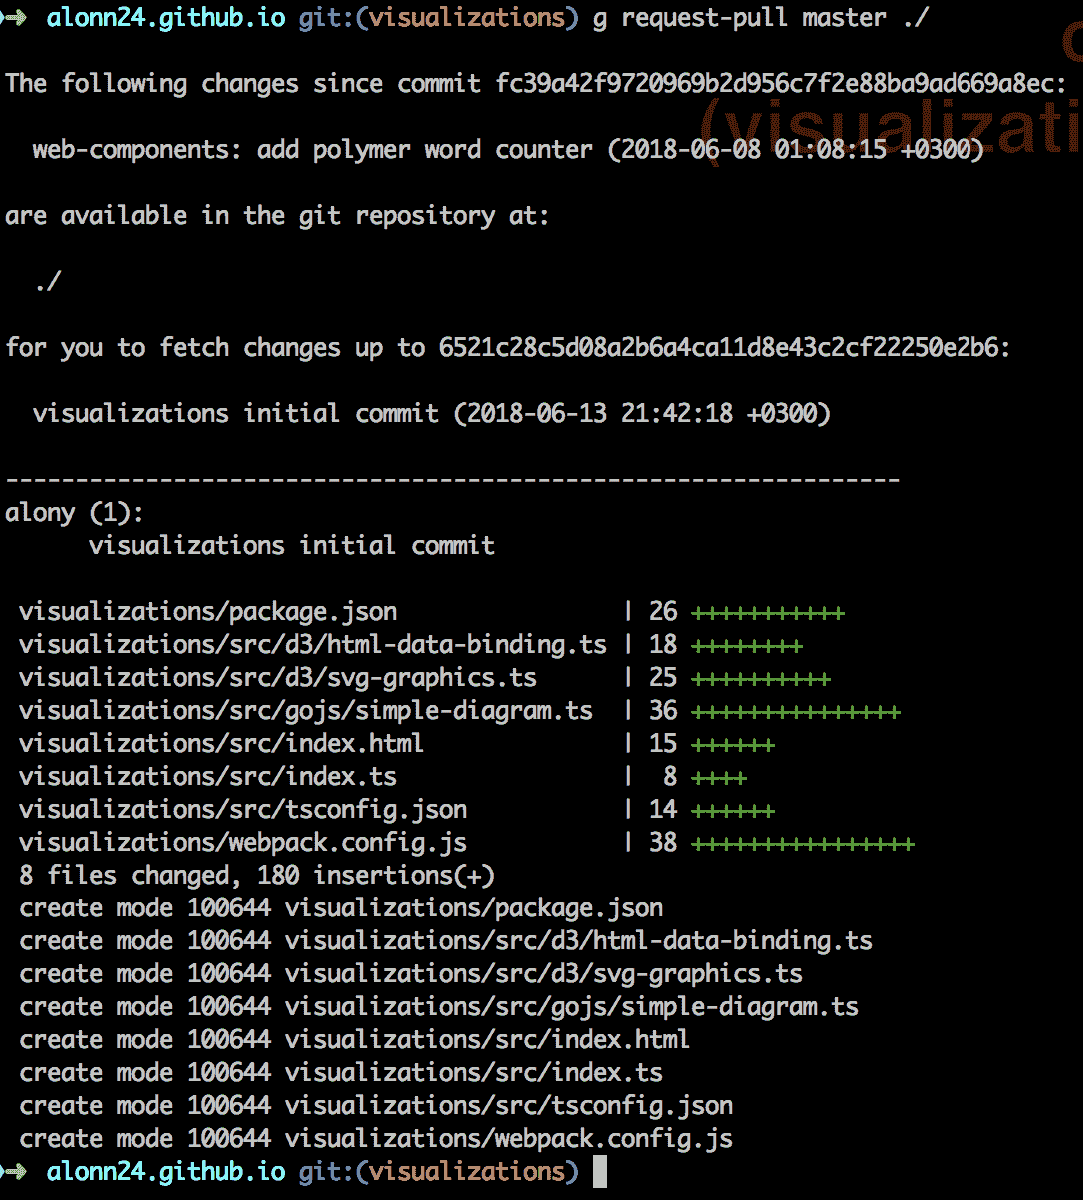 ➜ alonn24.github.io git:(visualizations) g request-pull master ./
The following changes since commit fc39a42f9720969b2d956c7f2e88ba9ad669a8ec:
web-components: add polymer word counter (2018-06-08 01:08:15 +0300)
are available in the git repository at:
./
for you to fetch changes up to 6521c28c5d08a2b6a4ca11d8e43c2cf22250e2b6:
visualizations initial commit (2018-06-13 21:42:18 +0300)
----------------------------------------------------------------
alony (1):
visualizations initial commit
visualizations/package.json | 26 +++++++++++
visualizations/src/d3/html-data-binding.ts | 18 ++++++++
visualizations/src/d3/svg-graphics.ts | 25 ++++++++++
visualizations/src/gojs/simple-diagram.ts | 36 +++++++++++++++
visualizations/src/index.html | 15 ++++++
visualizations/src/index.ts | 8 ++++
visualizations/src/tsconfig.json | 14 ++++++
visualizations/webpack.config.js | 38 ++++++++++++++++
8 files changed, 180 insertions(+)
create mode 100644 visualizations/package.json
create mode 100644 visualizations/src/d3/html-data-binding.ts
create mode 100644 visualizations/src/d3/svg-graphics.ts
create mode 100644 visualizations/src/gojs/simple-diagram.ts
create mode 100644 visualizations/src/index.html
create mode 100644 visualizations/src/index.ts
create mode 100644 visualizations/src/tsconfig.json
create mode 100644 visualizations/webpack.config.js
➜ alonn24.github.io git:(visualizations)
(visualizati